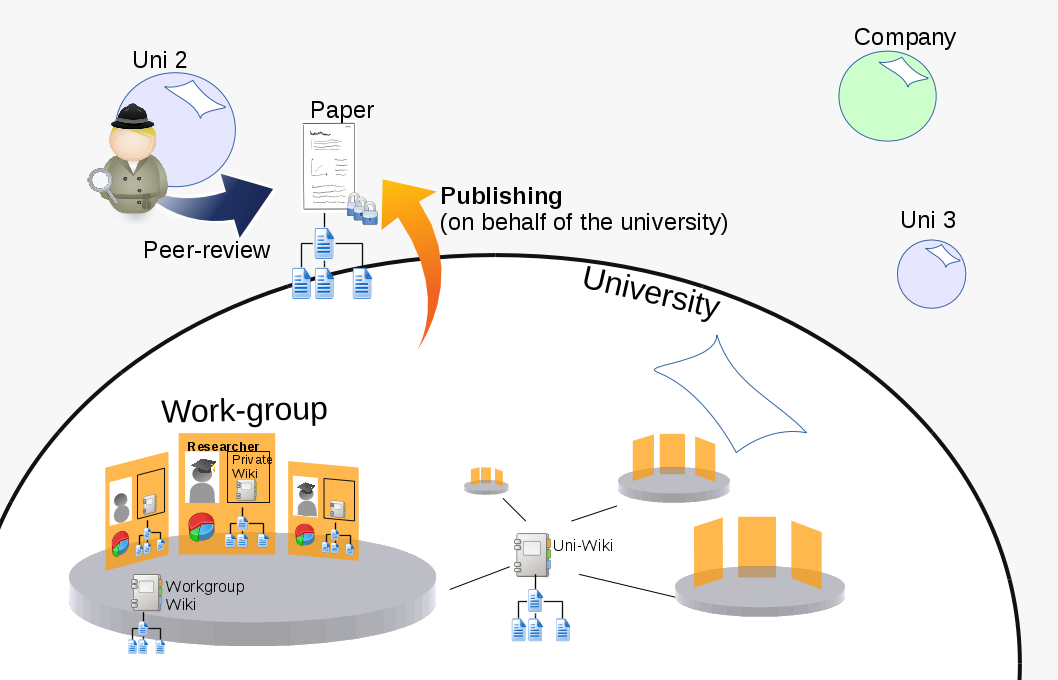 Company
Uni 2
Paper
Publishing
(on behalf of the university)
Uni 3
Peer-review
University
Work-group
Researcher
Private
Wiki
Uni-Wiki
Workgroup
Wiki